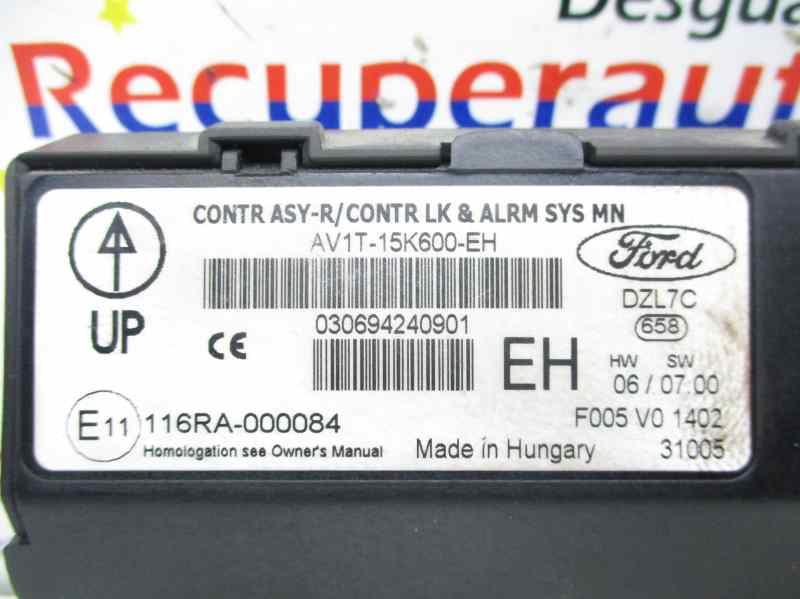 Desgua
Recuperaut
CONTR ASY-R/CONTR LK & ALRM SYS MN
AV1T-15K600-EH
Ford
UP
CE
030694240901
EH
DZL7C
658
HW SW
06 / 07.00
E11 116RA-000084
F005 V0 1402
Homologation see Owner's Manual
Made in Hungary
31005